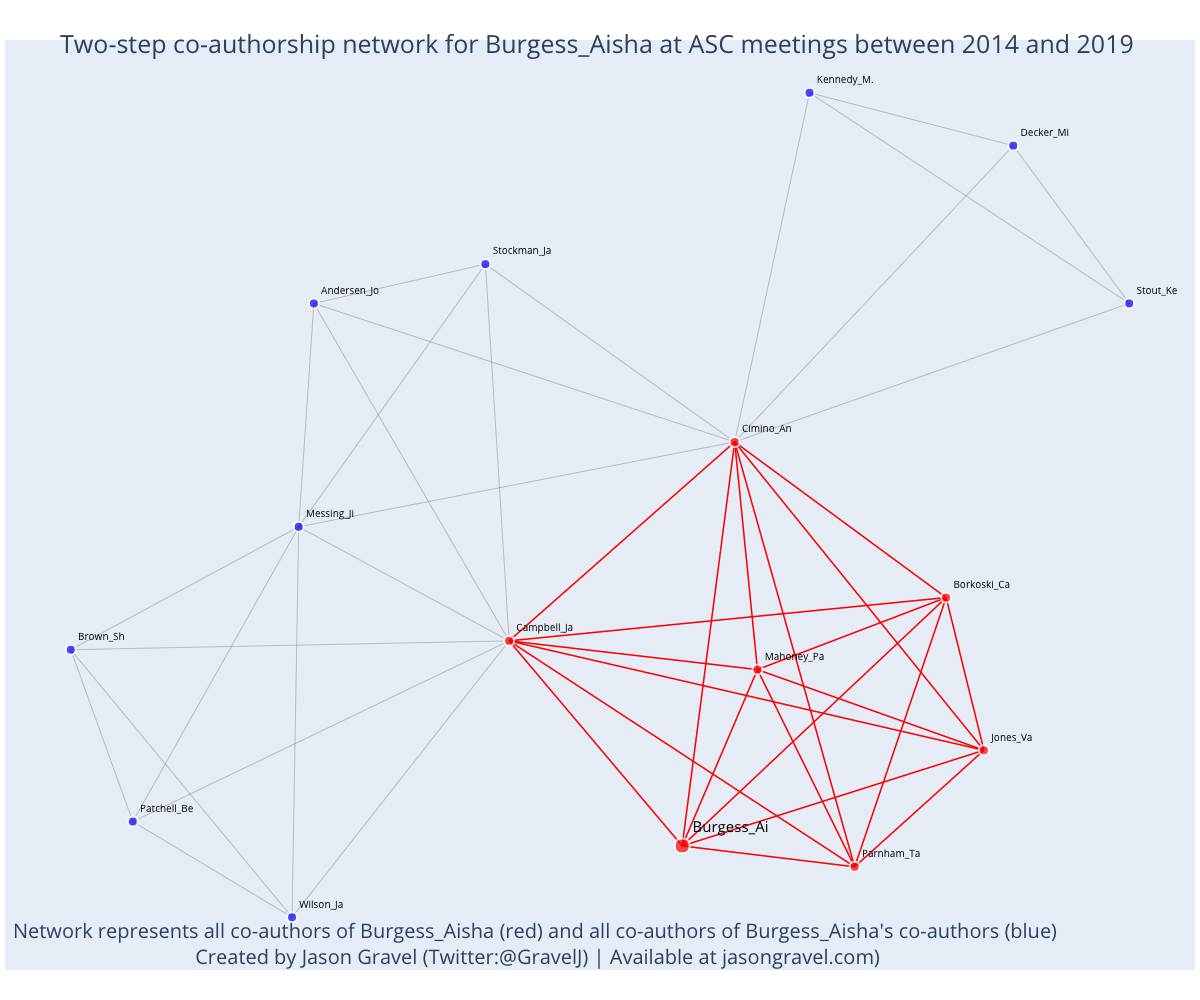 Two-step co-authorship network for Burgess_Aisha at ASC meetings between 2014 and 2019
Kennedy_M.
Decker_Mi
Stockman_Ja
Andersen_Jo
Stout_Ke
Cimino_An
Messing_Ji
Borkoski_Ca
Campbell_Ja
Brown_Sh
Mahoney_Pa
Jones_Va
Patchell_Be
Burgess_Ai
Parnham_Ta
Wilson_Ja
Network represents all co-authors of Burgess_Aisha (red) and all co-authors of Burgess_Aisha's co-authors (blue)
Created by Jason Gravel (Twitter:@GravelJ) | Available at jasongravel.com)